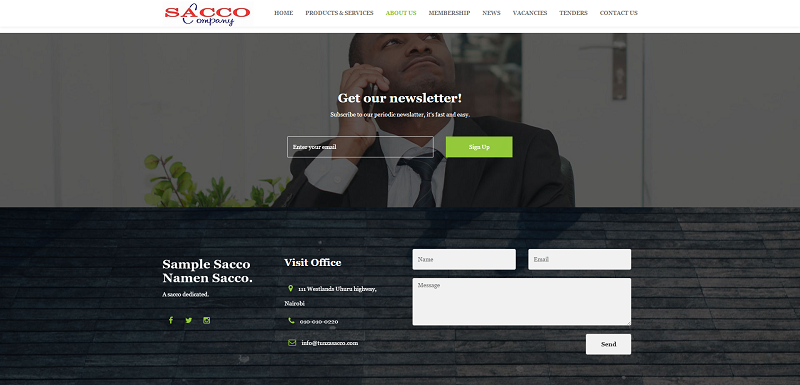 SACCO
Company
HOME PRODUCTS & SERVICES ABOUT US MEMBERSHIP NEWS VACANCIES TENDERS CONTACT US
Get our newsletter!
Subscribe to our periodic newslatter, it's fast and easy.
Enter your email
Sign Up
Sample Sacco
Namen Sacco.
A sacco dedicated.
Visit Office
111 Westlands Uhuru highway,
Nairobi
010-010-0220
info@tunzasacco.com
Name
Email
Message
Send